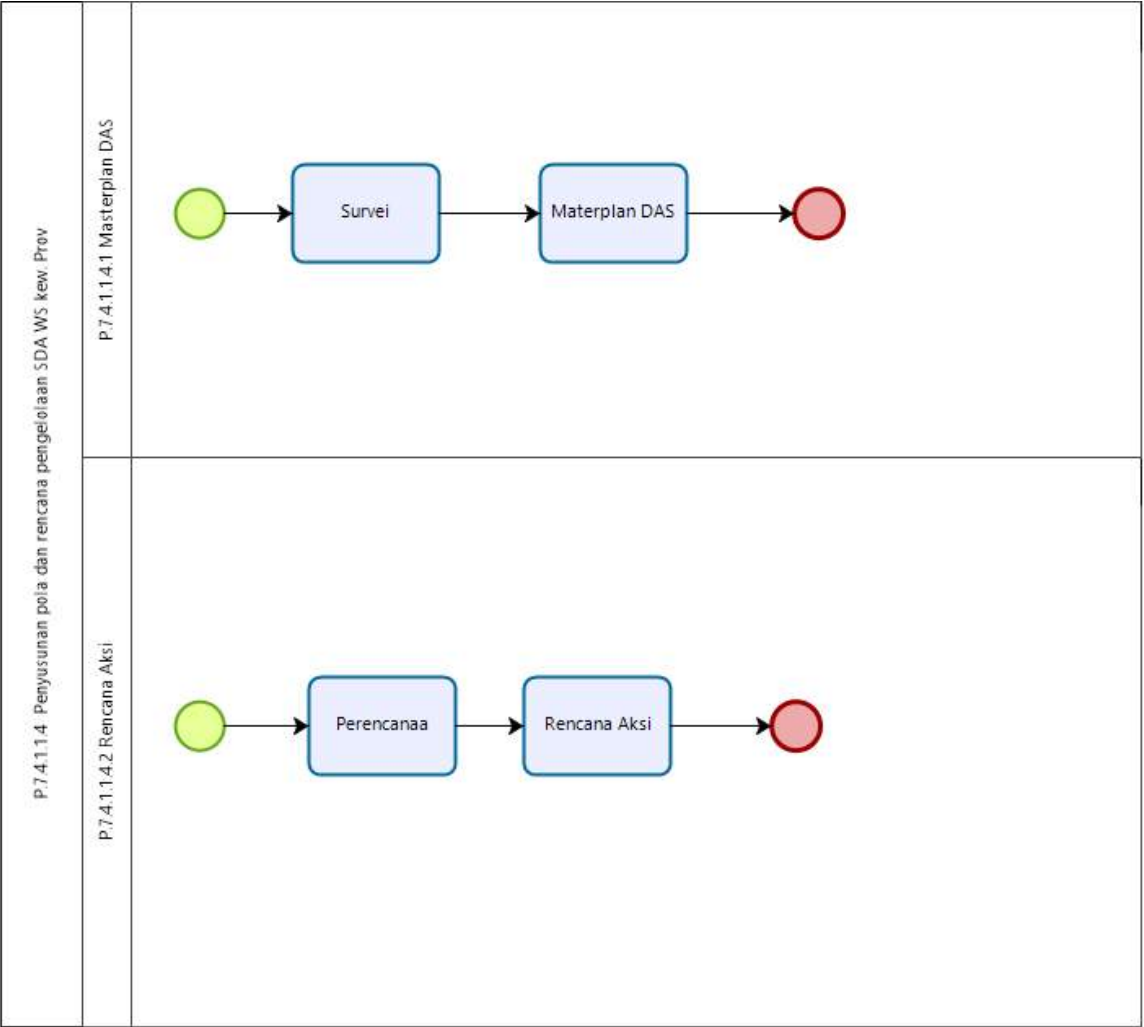 P.7.4.1.1.4 Penyusunan pola dan rencana pengelolaan SDA WS kew. Prov
P.7.4.1.1.4.1 Masterplan DAS
Survei
Materplan DAS
P.7.4.1.1.4.2 Rencana Aksi
Perencanaa
Rencana Aksi